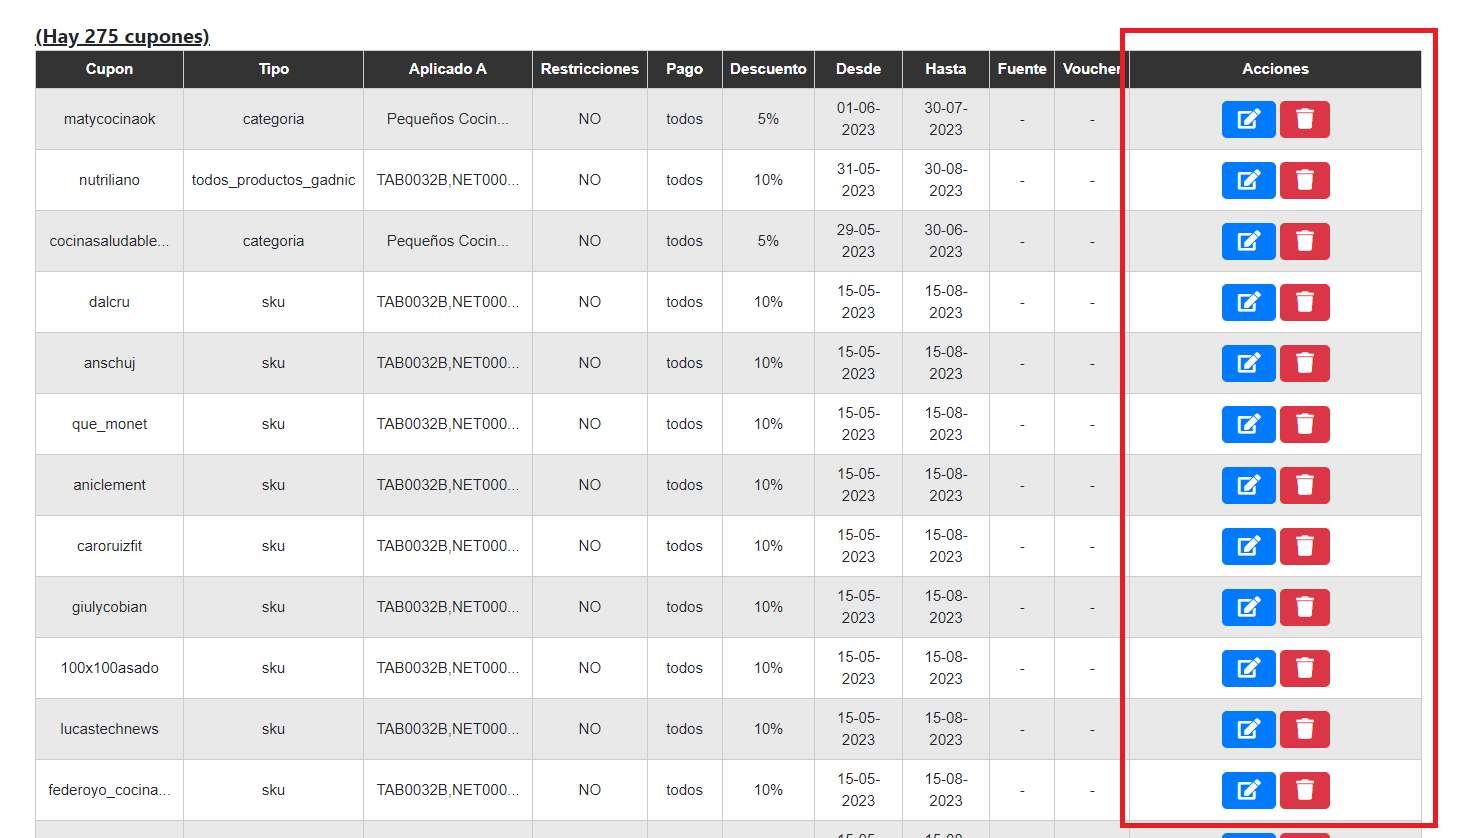 (Hay 275 cupones)
Cupon Tipo Aplicado A Restricciones Pago Descuento Desde Hasta Fuente Voucher Acciones
matycocinaok categoria Pequeños Cocin... NO todos 5% 01-06-2023 30-07-2023 - -
nutriliano todos_productos_gadnic TAB0032B,NET000... NO todos 10% 31-05-2023 30-08-2023 - -
cocinasaludable... categoria Pequeños Cocin... NO todos 5% 29-05-2023 30-06-2023 - -
dalcru sku TAB0032B,NET000... NO todos 10% 15-05-2023 15-08-2023 - -
anschuj sku TAB0032B,NET000... NO todos 10% 15-05-2023 15-08-2023 - -
que_monet sku TAB0032B,NET000... NO todos 10% 15-05-2023 15-08-2023 - -
aniclement sku TAB0032B,NET000... NO todos 10% 15-05-2023 15-08-2023 - -
caroruizfit sku TAB0032B,NET000... NO todos 10% 15-05-2023 15-08-2023 - -
giulycobian sku TAB0032B,NET000... NO todos 10% 15-05-2023 15-08-2023 - -
100x100asado sku TAB0032B,NET000... NO todos 10% 15-05-2023 15-08-2023 - -
lucastechnews sku TAB0032B,NET000... NO todos 10% 15-05-2023 15-08-2023 - -
federoyo_cocina... sku TAB0032B,NET000... NO todos 10% 15-05-2023 15-08-2023 - -